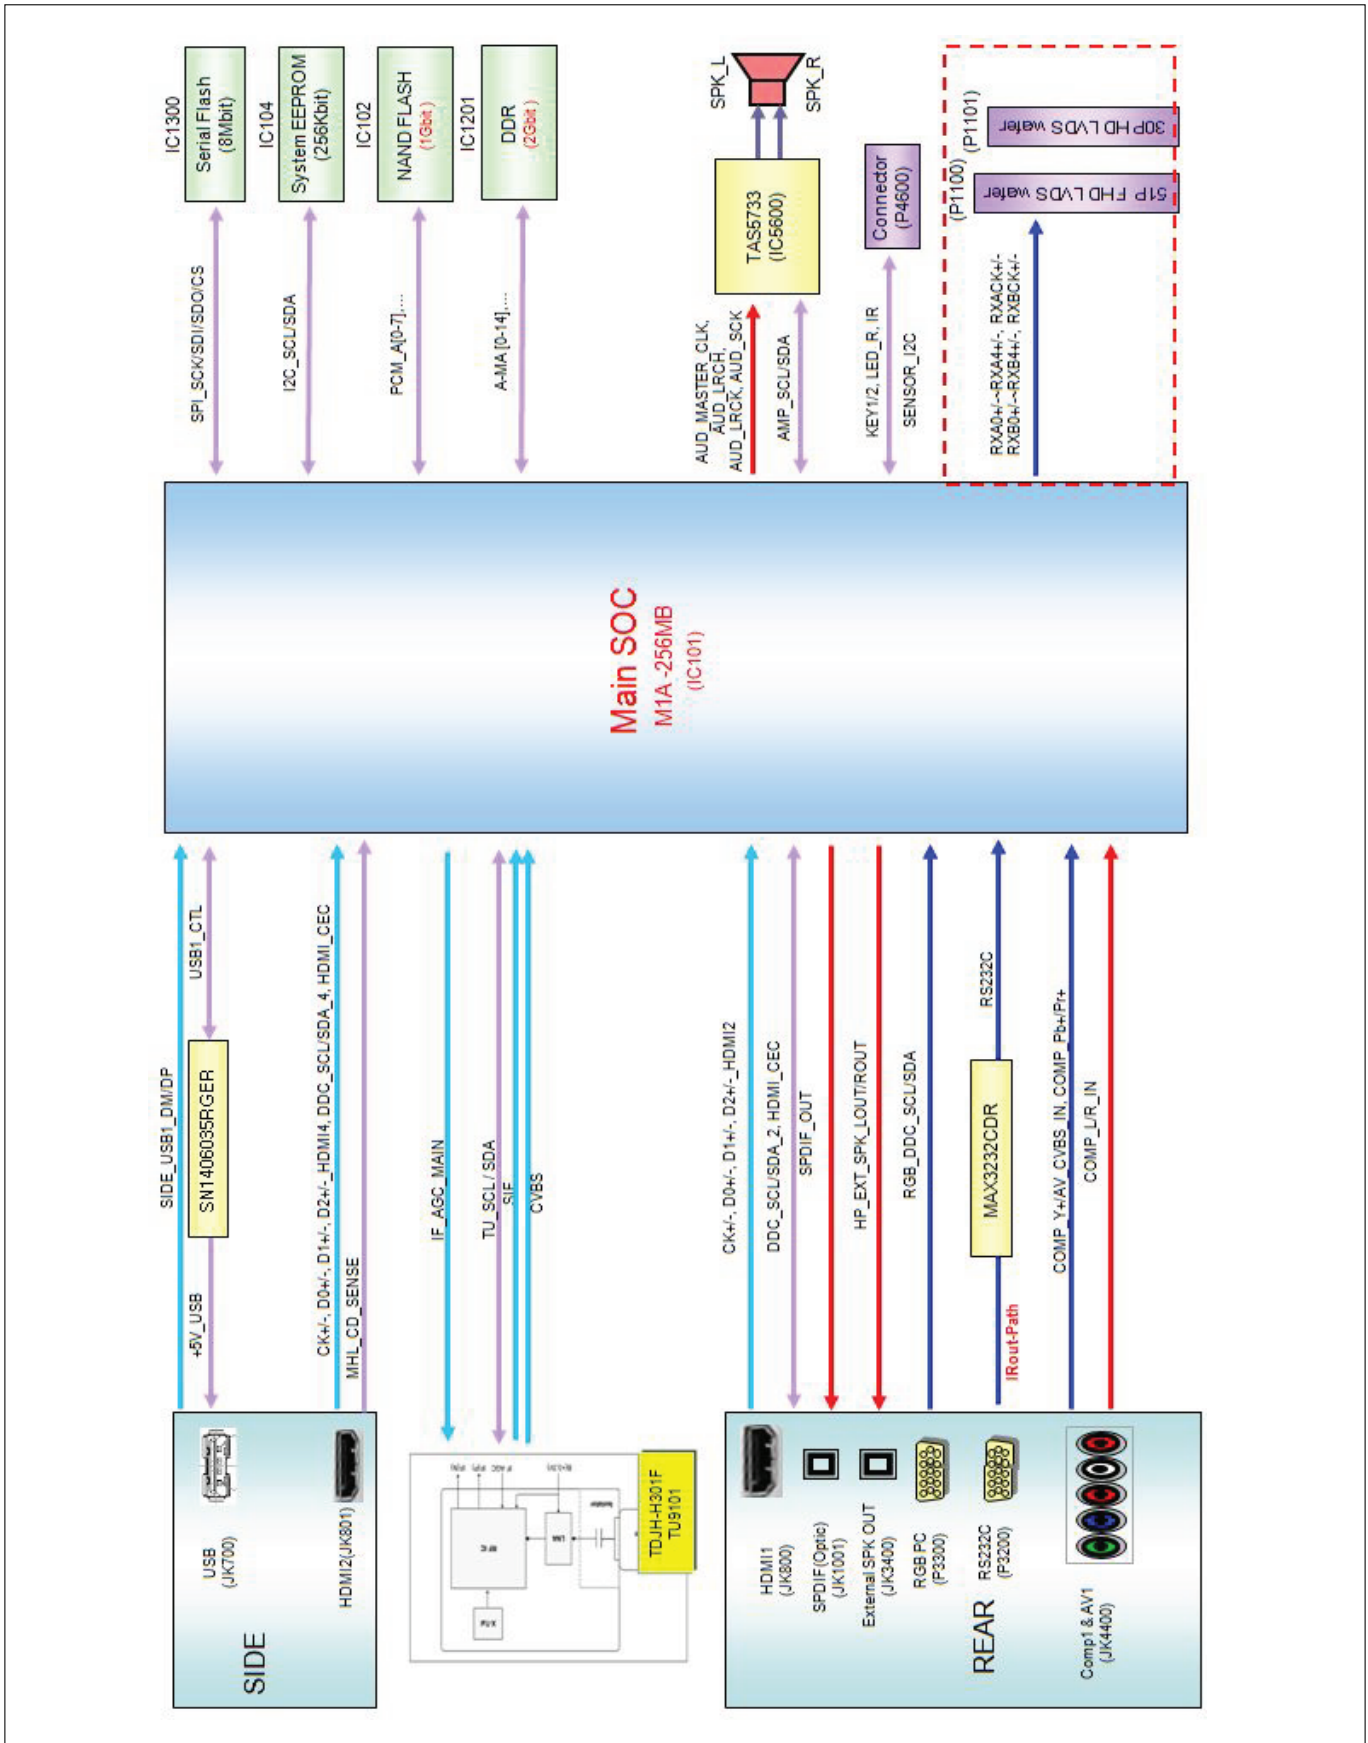 SIDE
USB
(JK700)
HDMI2(JK801)
SIDE_USB1_DM/DP
+5V_USB
SN1406035RGER
USB1_CTL
CK+/-, D0+/-, D1+/-, D2+/-_HDMI4, DDC_SCL/SDA_4, HDMI_CEC
MHL_CD_SENSE
IF_AGC_MAIN
TU_SCL / SDA
SIF
CVBS
RF IC
LNA
X-Tal
TDJH-H301F
TU9101
REAR
HDMI1
(JK800)
SPDIF(Optic)
(JK1001)
External SPK OUT
(JK3400)
RGB PC
(P3300)
RS232C
(P3200)
Comp1 & AV1
(JK4400)
CK+/-, D0+/-, D1+/-, D2+/-_HDMI2
DDC_SCL/SDA_2, HDMI_CEC
SPDIF_OUT
HP_EXT_SPK_LOUT/ROUT
RGB_DDC_SCL/SDA
IRout-Path
MAX3232CDR
RS232C
COMP_Y+/AV_CVBS_IN, COMP_Pb+/Pr+
COMP_L/R_IN
Main SOC
M1A -256MB
(IC101)
SPI_SCK/SDI/SDO/CS
IC1300
Serial Flash
(8Mbit)
I2C_SCL/SDA
IC104
System EEPROM
(256Kbit)
PCM_A[0-7],...
IC102
NAND FLASH
(1Gbit )
A-MA [0-14],...
IC1201
DDR
(2Gbit )
AUD_MASTER_CLK,
AUD_LRCH,
AUD_LRCK, AUD_SCK
AMP_SCL/SDA
TAS5733
(IC5600)
SPK_L
SPK_R
KEY1/2, LED_R, IR
SENSOR_I2C
Connector
(P4600)
RXA0+/-~RXA4+/-, RXACK+/-
RXB0+/-~RXB4+/-, RXBCK+/-
(P1100)
51P FHD LVDS wafer
(P1101)
30P HD LVDS wafer